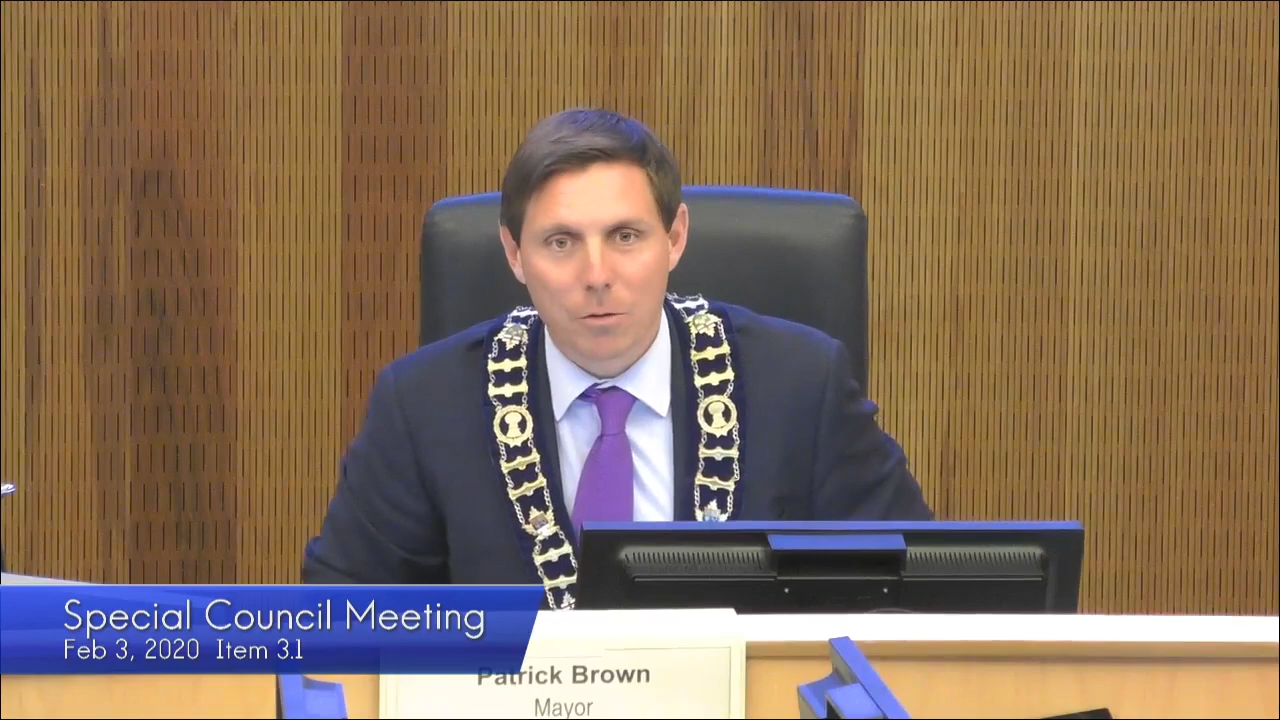 Special Council Meeting
Feb 3, 2020 Item 3.1
Patrick Brown
Mayor